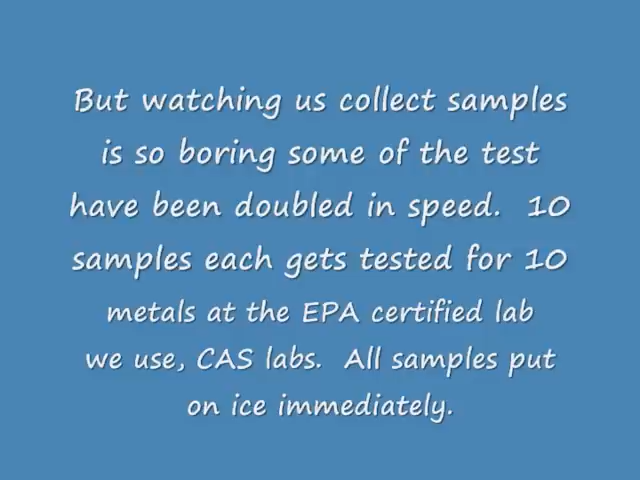 But watching us collect samples
is so boring some of the test
have been doubled in speed.  10
samples each gets tested for 10
metals at the EPA certified lab
we use, CAS labs.  All samples put
on ice immediately.